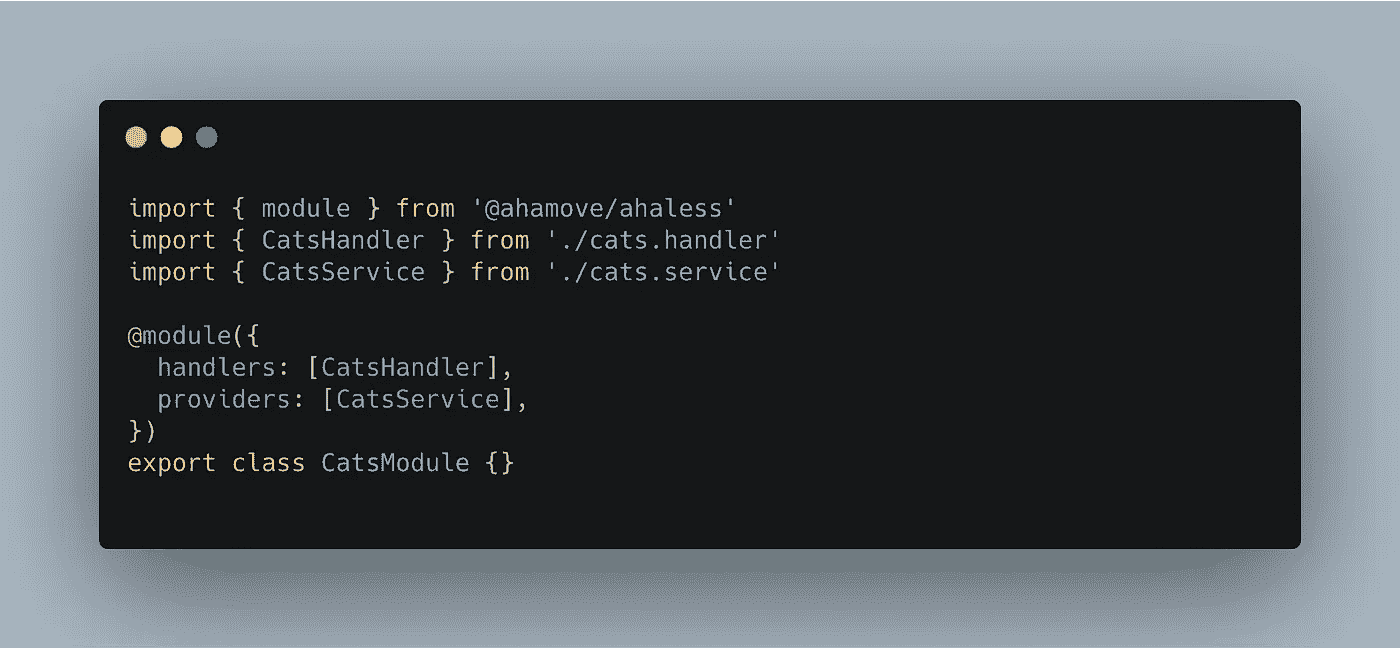 import { module } from '@ahamove/ahaless'
import { CatsHandler } from './cats.handler'
import { CatsService } from './cats.service'

@module({
  handlers: [CatsHandler],
  providers: [CatsService],
})
export class CatsModule {}